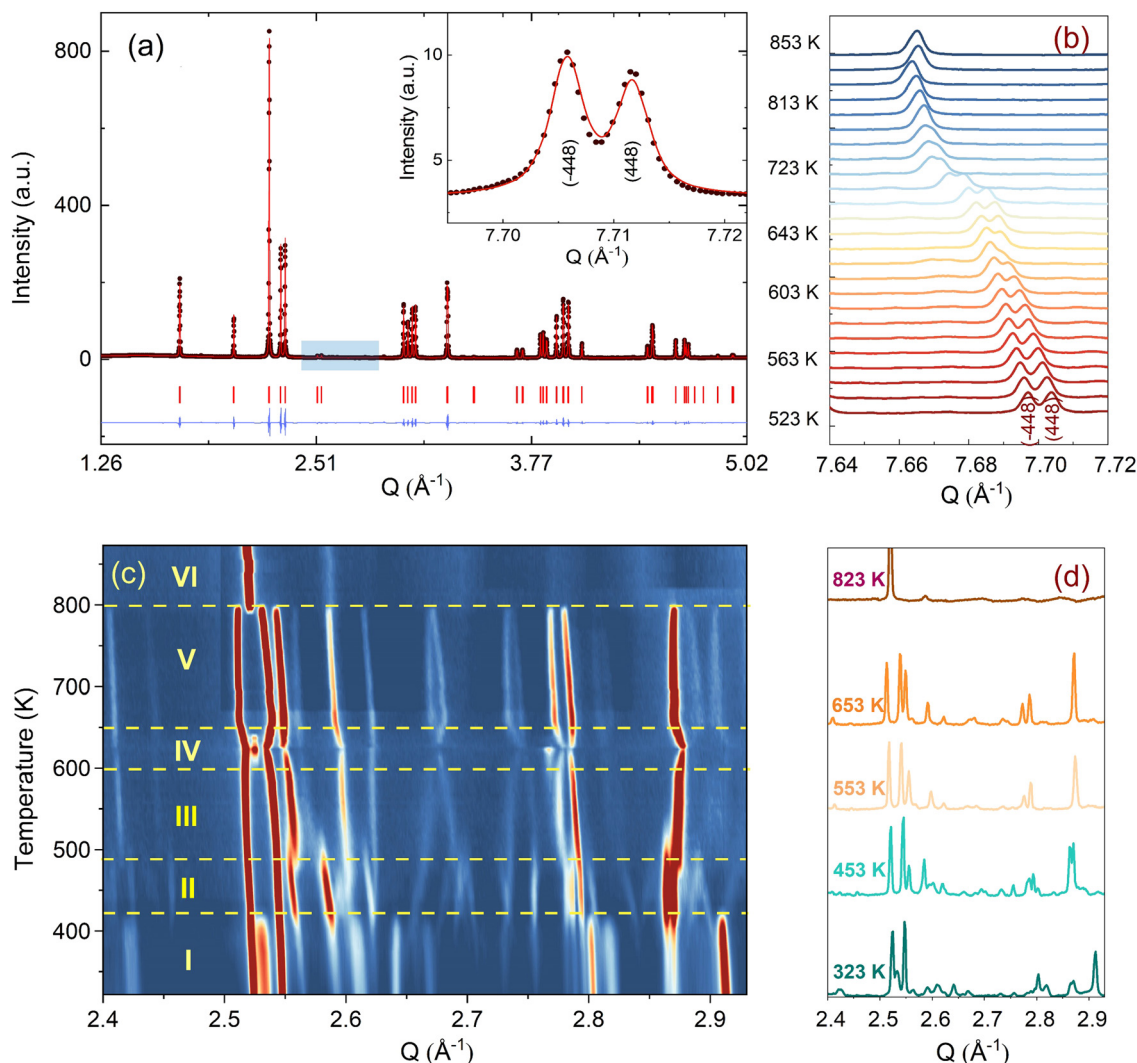 (a)
800
400
0
Intensity (a.u.)
1.26 2.51 3.77 5.02
Q (Å-1)
10
5
Intensity (a.u.)
(-448)
(448)
7.70 7.71 7.72
Q (Å-1)
(b)
853 K
813 K
723 K
643 K
603 K
563 K
523 K
(-448)
(448)
7.64 7.66 7.68 7.70 7.72
Q (Å-1)
(c)
VI
V
IV
III
II
I
800
700
600
500
400
Temperature (K)
2.4 2.5 2.6 2.7 2.8 2.9
Q (Å-1)
(d)
823 K
653 K
553 K
453 K
323 K
2.4 2.5 2.6 2.7 2.8 2.9
Q (Å-1)